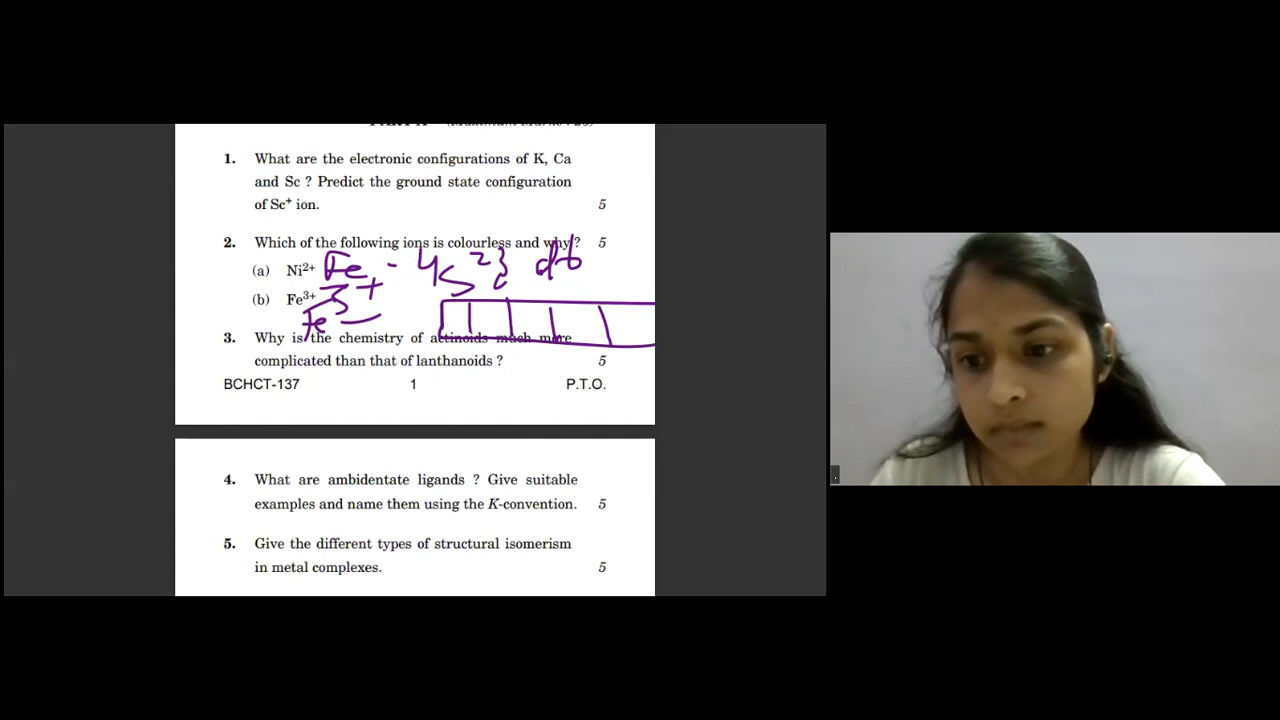 1. What are the electronic configurations of K, Ca
and Sc ? Predict the ground state configuration
of Sc⁺ ion. 5
2. Which of the following ions is colourless and why ? 5
(a) Ni²⁺ Fe - 4s² 3d6
(b) Fe³⁺
Fe3+
3. Why is the chemistry of actinoids much more
complicated than that of lanthanoids ? 5
BCHCT-137 1 P.T.O.
4. What are ambidentate ligands ? Give suitable
examples and name them using the K-convention. 5
5. Give the different types of structural isomerism
in metal complexes. 5